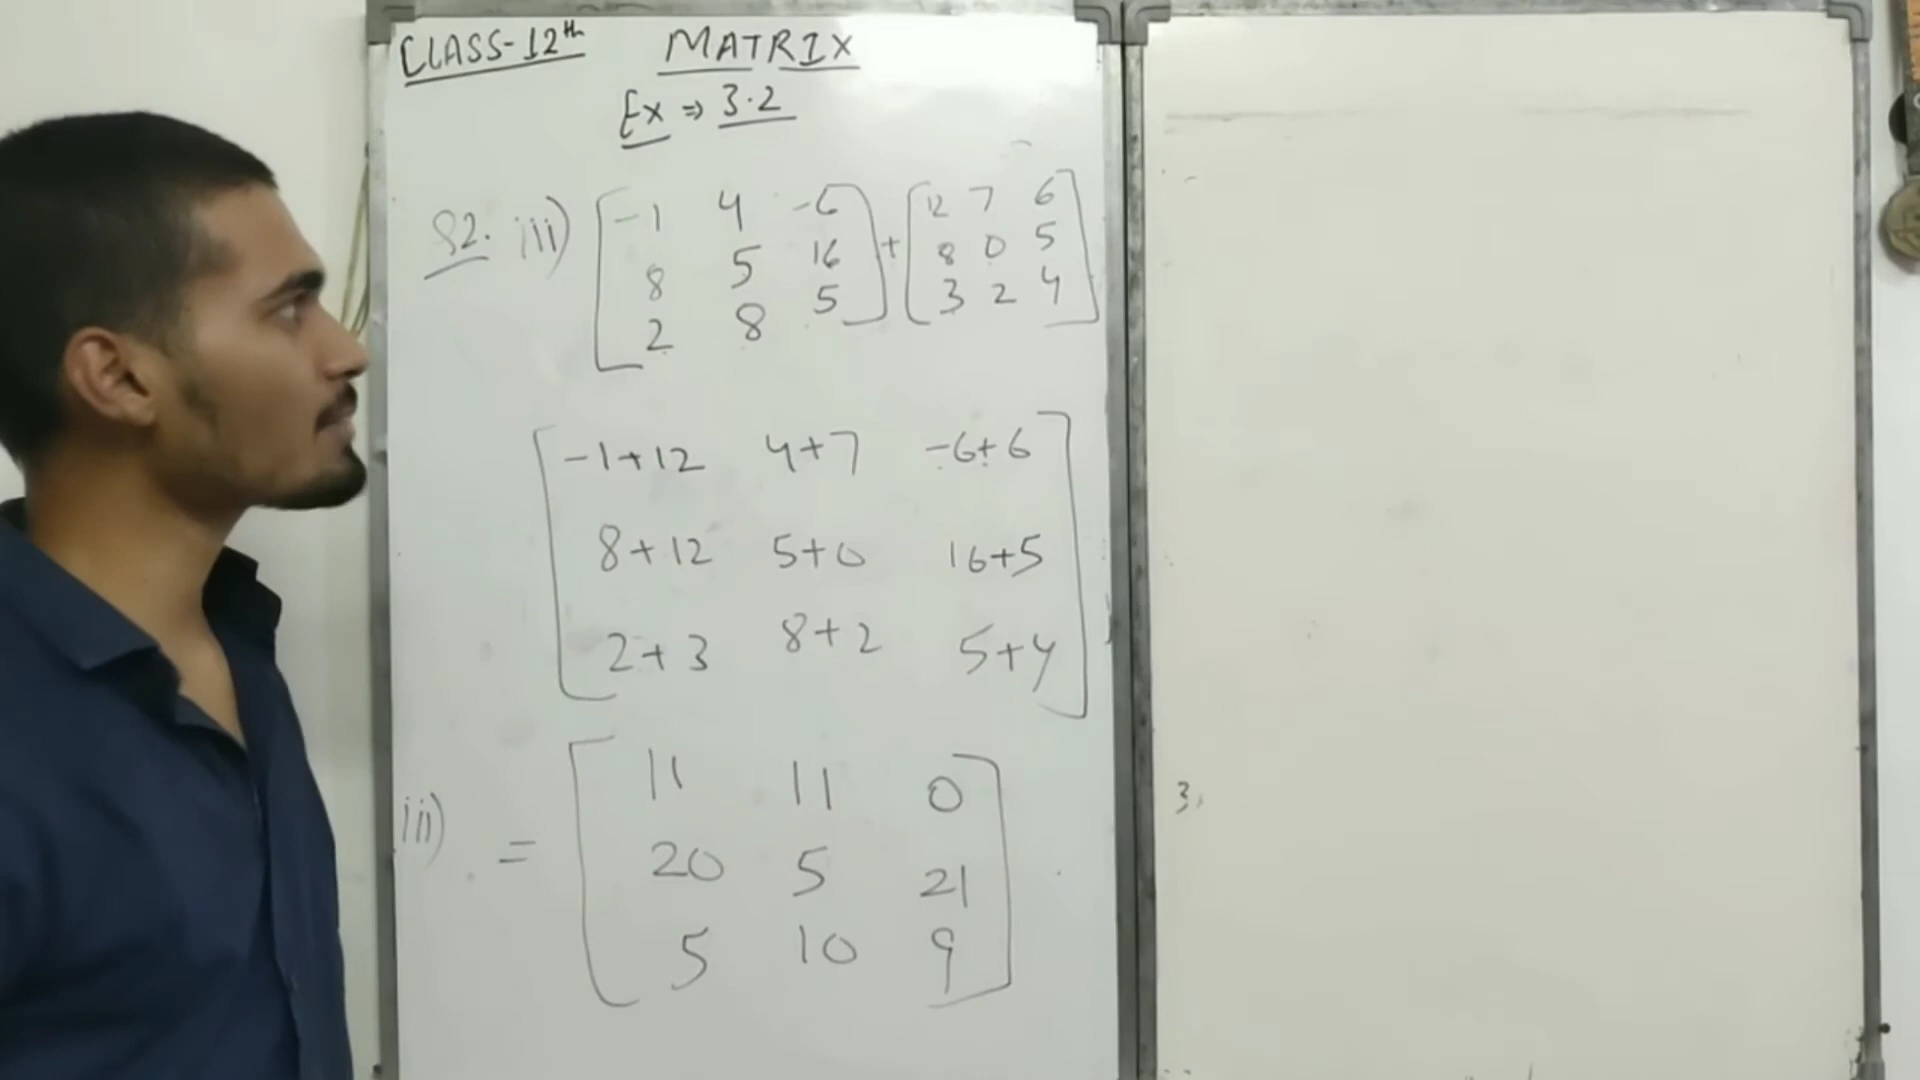 CLASS-12th MATRIX
Ex ⇒ 3.2
82. iii) [ -1 4 -6 ] + [ 12 7 6 ]
[ 8 5 16 ] [ 8 0 5 ]
[ 2 8 5 ] [ 3 2 4 ]
[ -1+12 4+7 -6+6 ]
[ 8+12 5+0 16+5 ]
[ 2+3 8+2 5+4 ]
iii) = [ 11 11 0 ]
[ 20 5 21 ]
[ 5 10 9 ]
3,